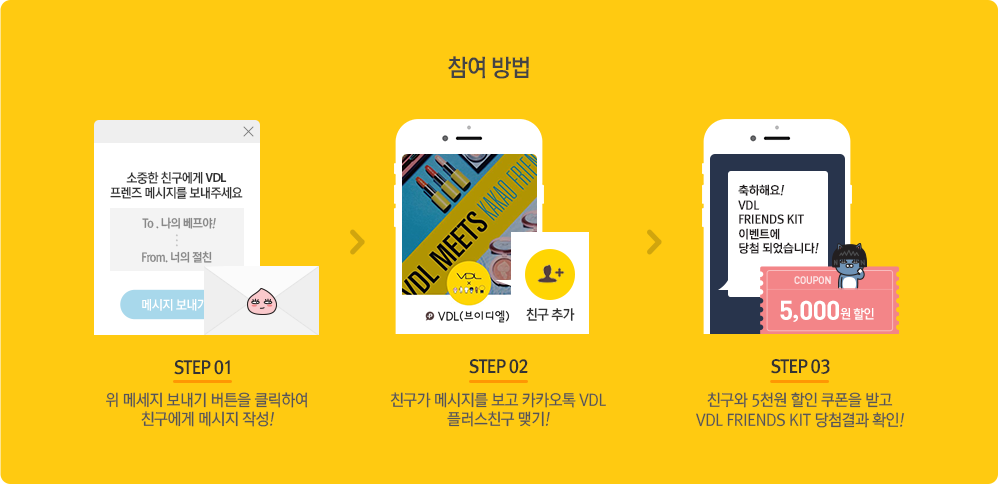 참여 방법
소중한 친구에게 VDL
프렌즈 메시지를 보내주세요
To . 나의 베프야!
From. 너의 절친
메시지 보내기
VDL MEETS KAKAO FRIE
VDL
×
VDL(브이디엘)
친구 추가
축하해요!
VDL
FRIENDS KIT
이벤트에
당첨 되었습니다!
COUPON
5,000원 할인
STEP 01
위 메세지 보내기 버튼을 클릭하여
친구에게 메시지 작성!
STEP 02
친구가 메시지를 보고 카카오톡 VDL
플러스친구 맺기!
STEP 03
친구와 5천원 할인 쿠폰을 받고
VDL FRIENDS KIT 당첨결과 확인!